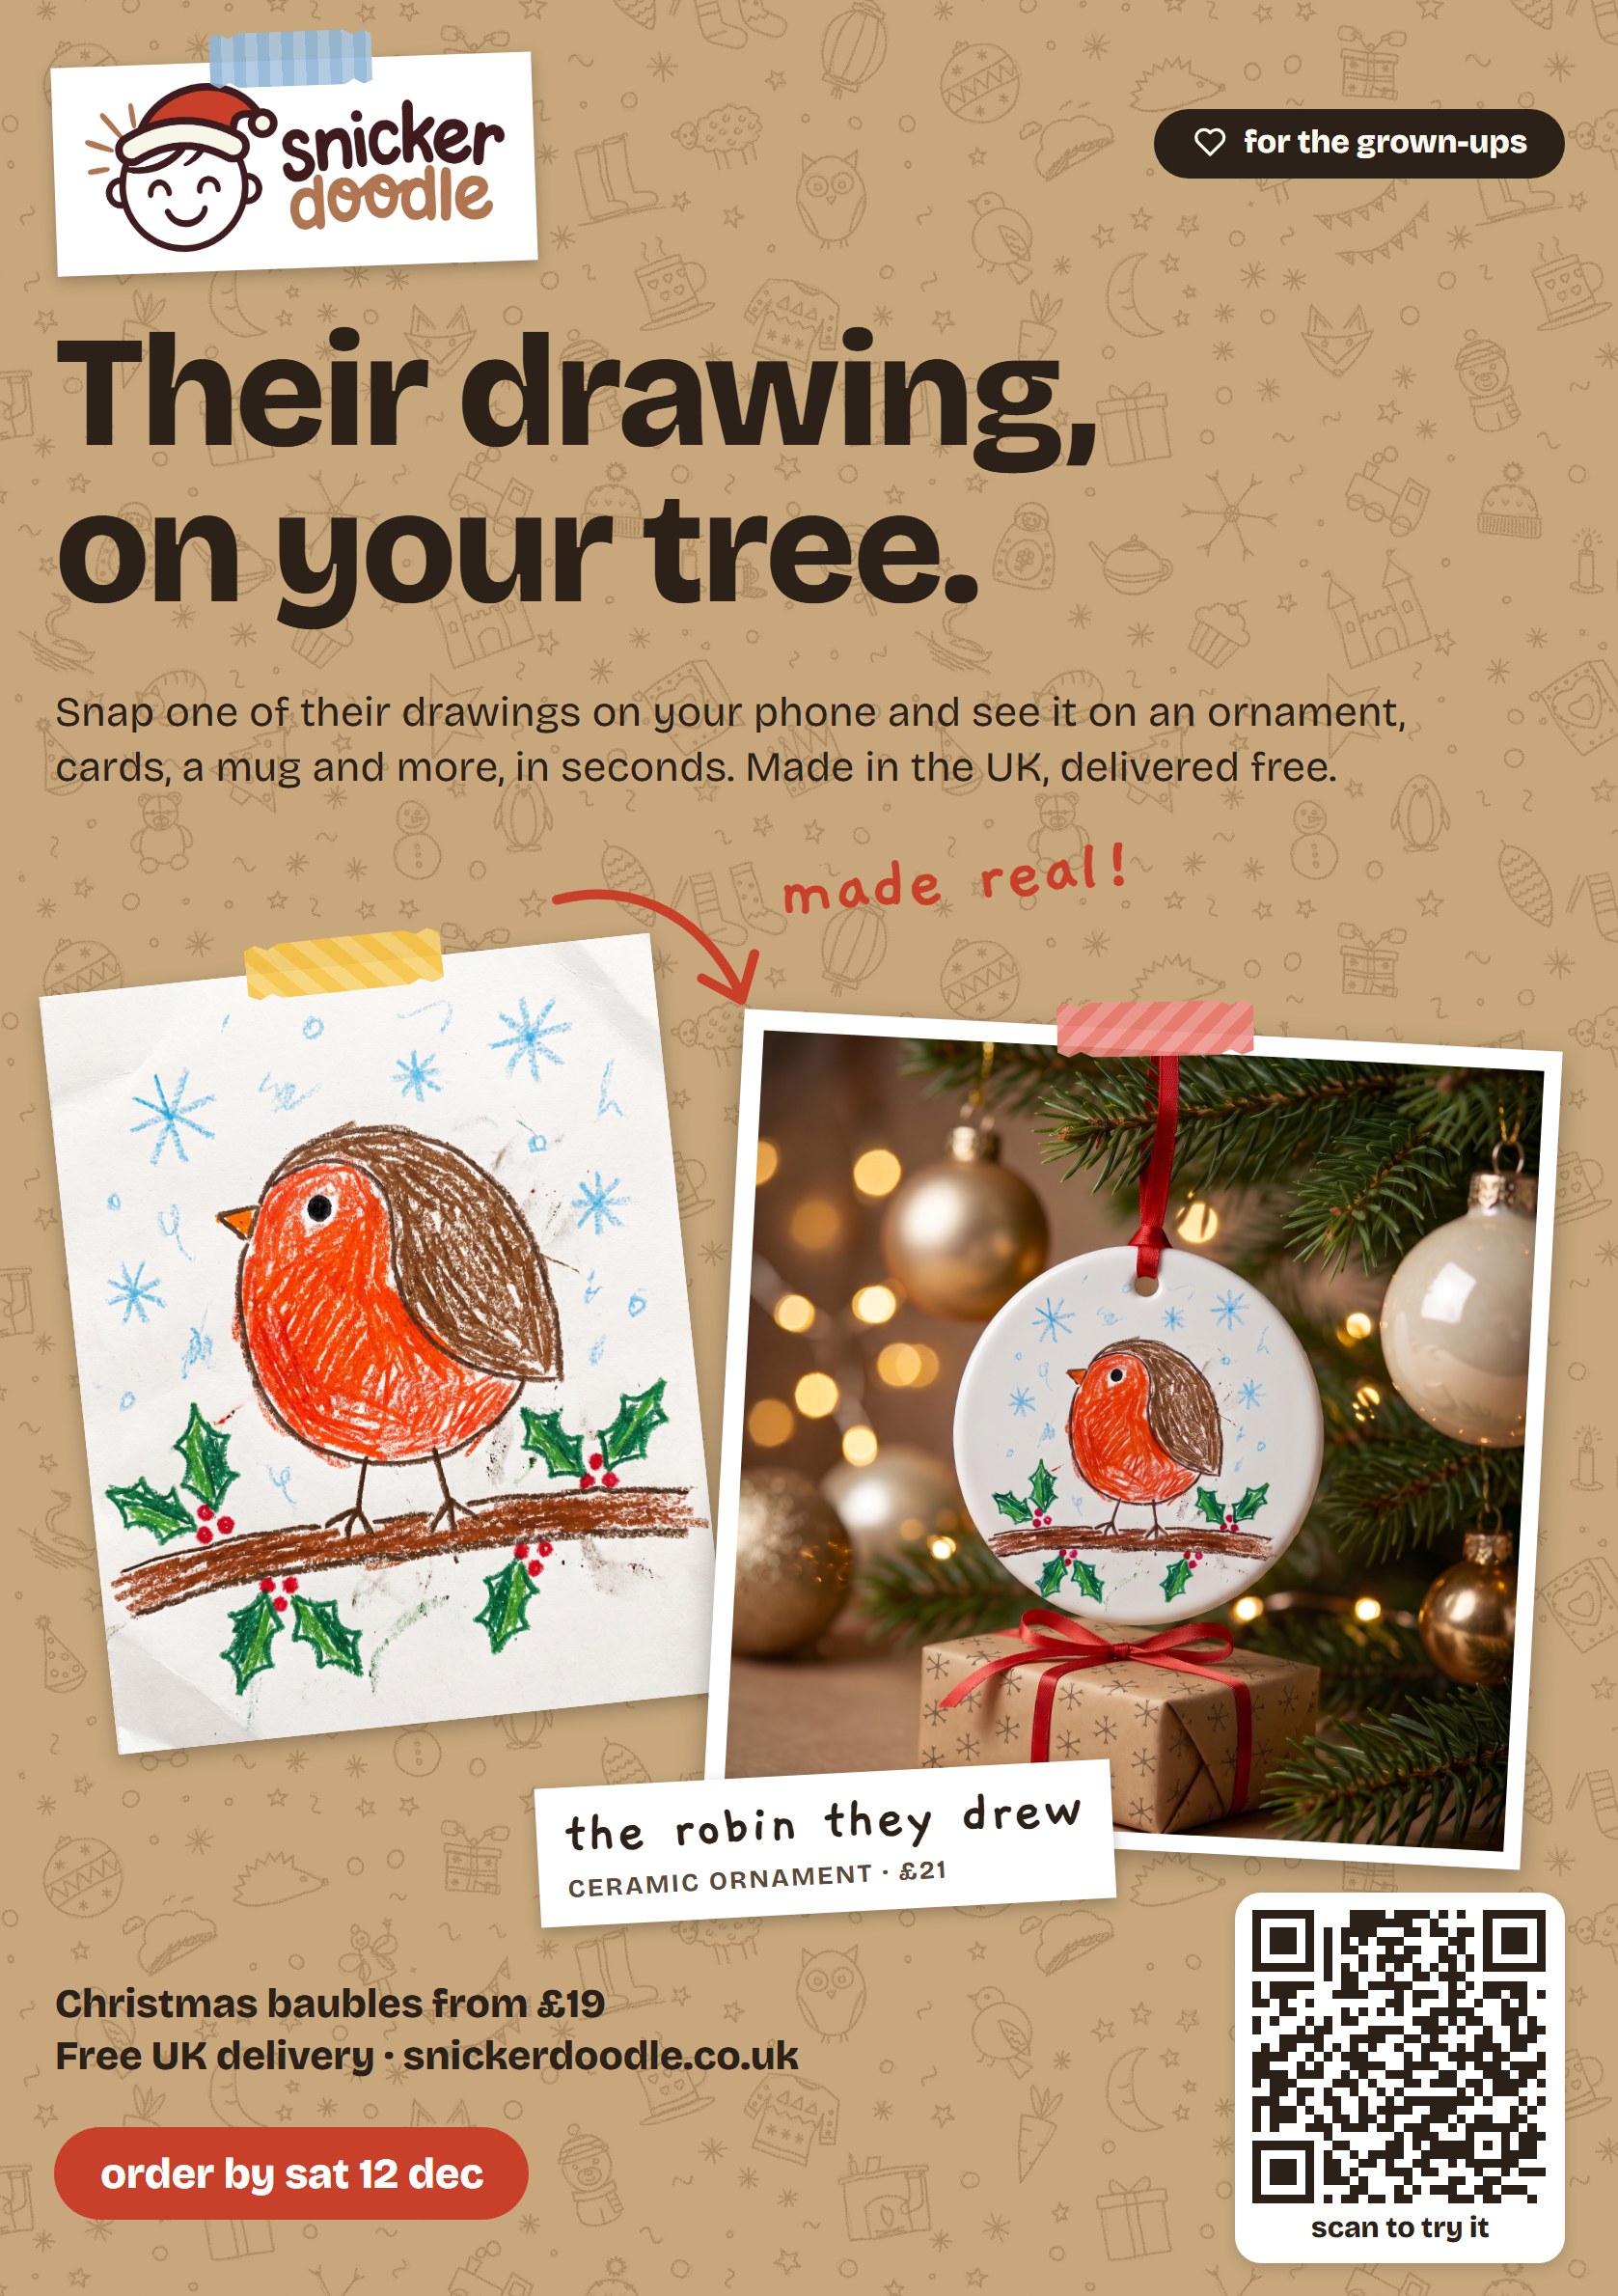 snicker
doodle
for the grown-ups
Their drawing,
on your tree.
Snap one of their drawings on your phone and see it on an ornament,
cards, a mug and more, in seconds. Made in the UK, delivered free.
made real!
the robin they drew
CERAMIC ORNAMENT · £21
Christmas baubles from £19
Free UK delivery · snickerdoodle.co.uk
order by sat 12 dec
scan to try it